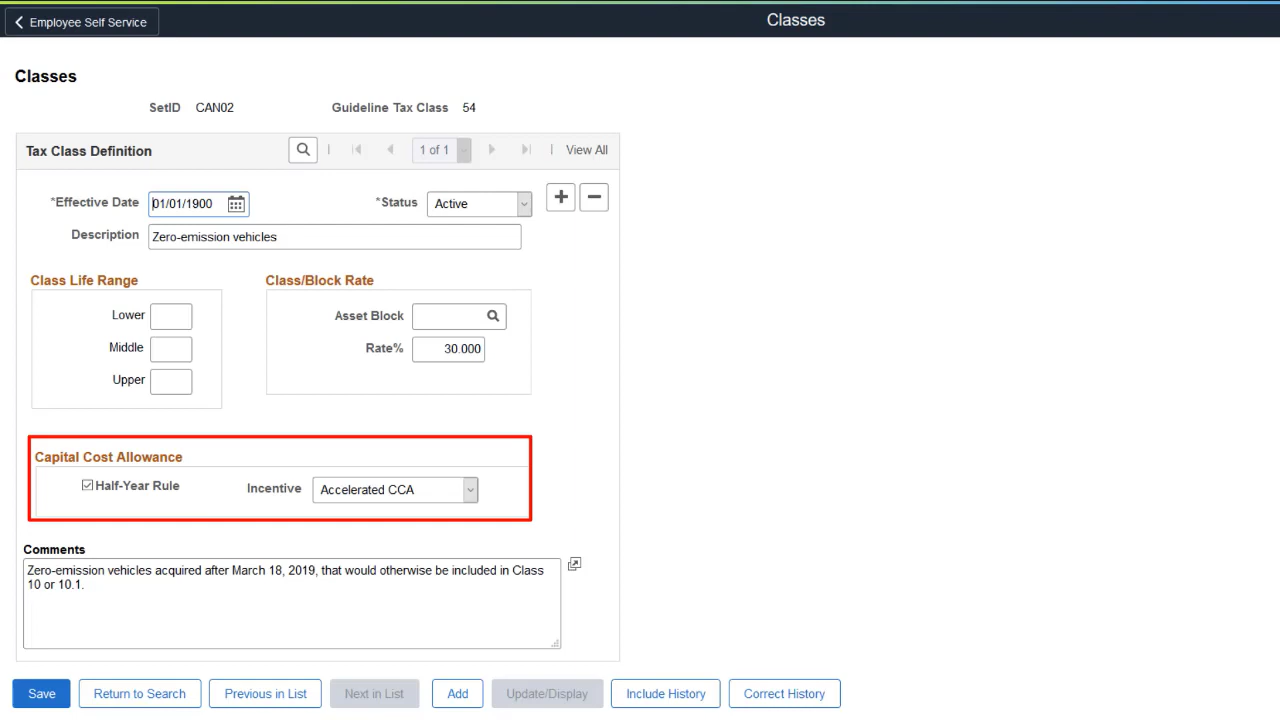 Employee Self Service
Classes
Classes
SetID CAN02 Guideline Tax Class 54
Tax Class Definition 1 of 1 View All
*Effective Date 01/01/1900 *Status Active
Description Zero-emission vehicles
Class Life Range Class/Block Rate
Lower Asset Block
Middle Rate% 30.000
Upper
Capital Cost Allowance
Half-Year Rule Incentive Accelerated CCA
Comments
Zero-emission vehicles acquired after March 18, 2019, that would otherwise be included in Class
10 or 10.1.
Save Return to Search Previous in List Next in List Add Update/Display Include History Correct History